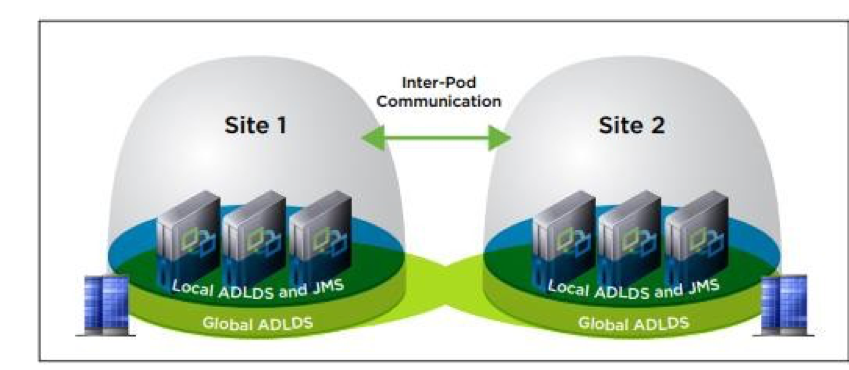 Inter-Pod
Communication
Site 1
Site 2
Local ADLDS and JMS
Local ADLDS and JMS
Global ADLDS
Global ADLDS